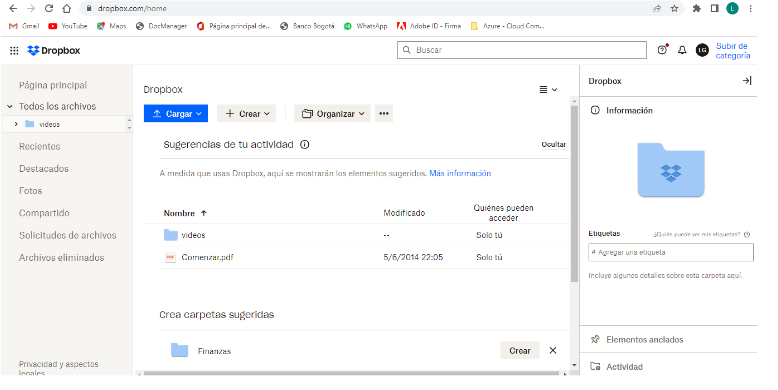 dropbox.com/home
L
Gmail YouTube Maps DocManager Página principal de... Banco Bogotá WhatsApp Adobe ID - Firma Azure - Cloud Com...
Dropbox
Buscar
LG
Subir de
categoría
Página principal
Todos los archivos
videos
Recientes
Destacados
Fotos
Compartido
Solicitudes de archivos
Archivos eliminados
Privacidad y aspectos
legales
Dropbox
Cargar
Crear
Organizar
Sugerencias de tu actividad
Ocultar
A medida que usas Dropbox, aquí se mostrarán los elementos sugeridos. Más información
Nombre Modificado Quiénes pueden
acceder
videos -- Solo tú
PDF Comenzar.pdf 5/6/2014 22:05 Solo tú
Crea carpetas sugeridas
Finanzas Crear
Dropbox
Información
Etiquetas ¿Quién puede ver mis etiquetas?
# Agregar una etiqueta
Incluye algunos detalles sobre esta carpeta aquí.
Elementos anclados
Actividad